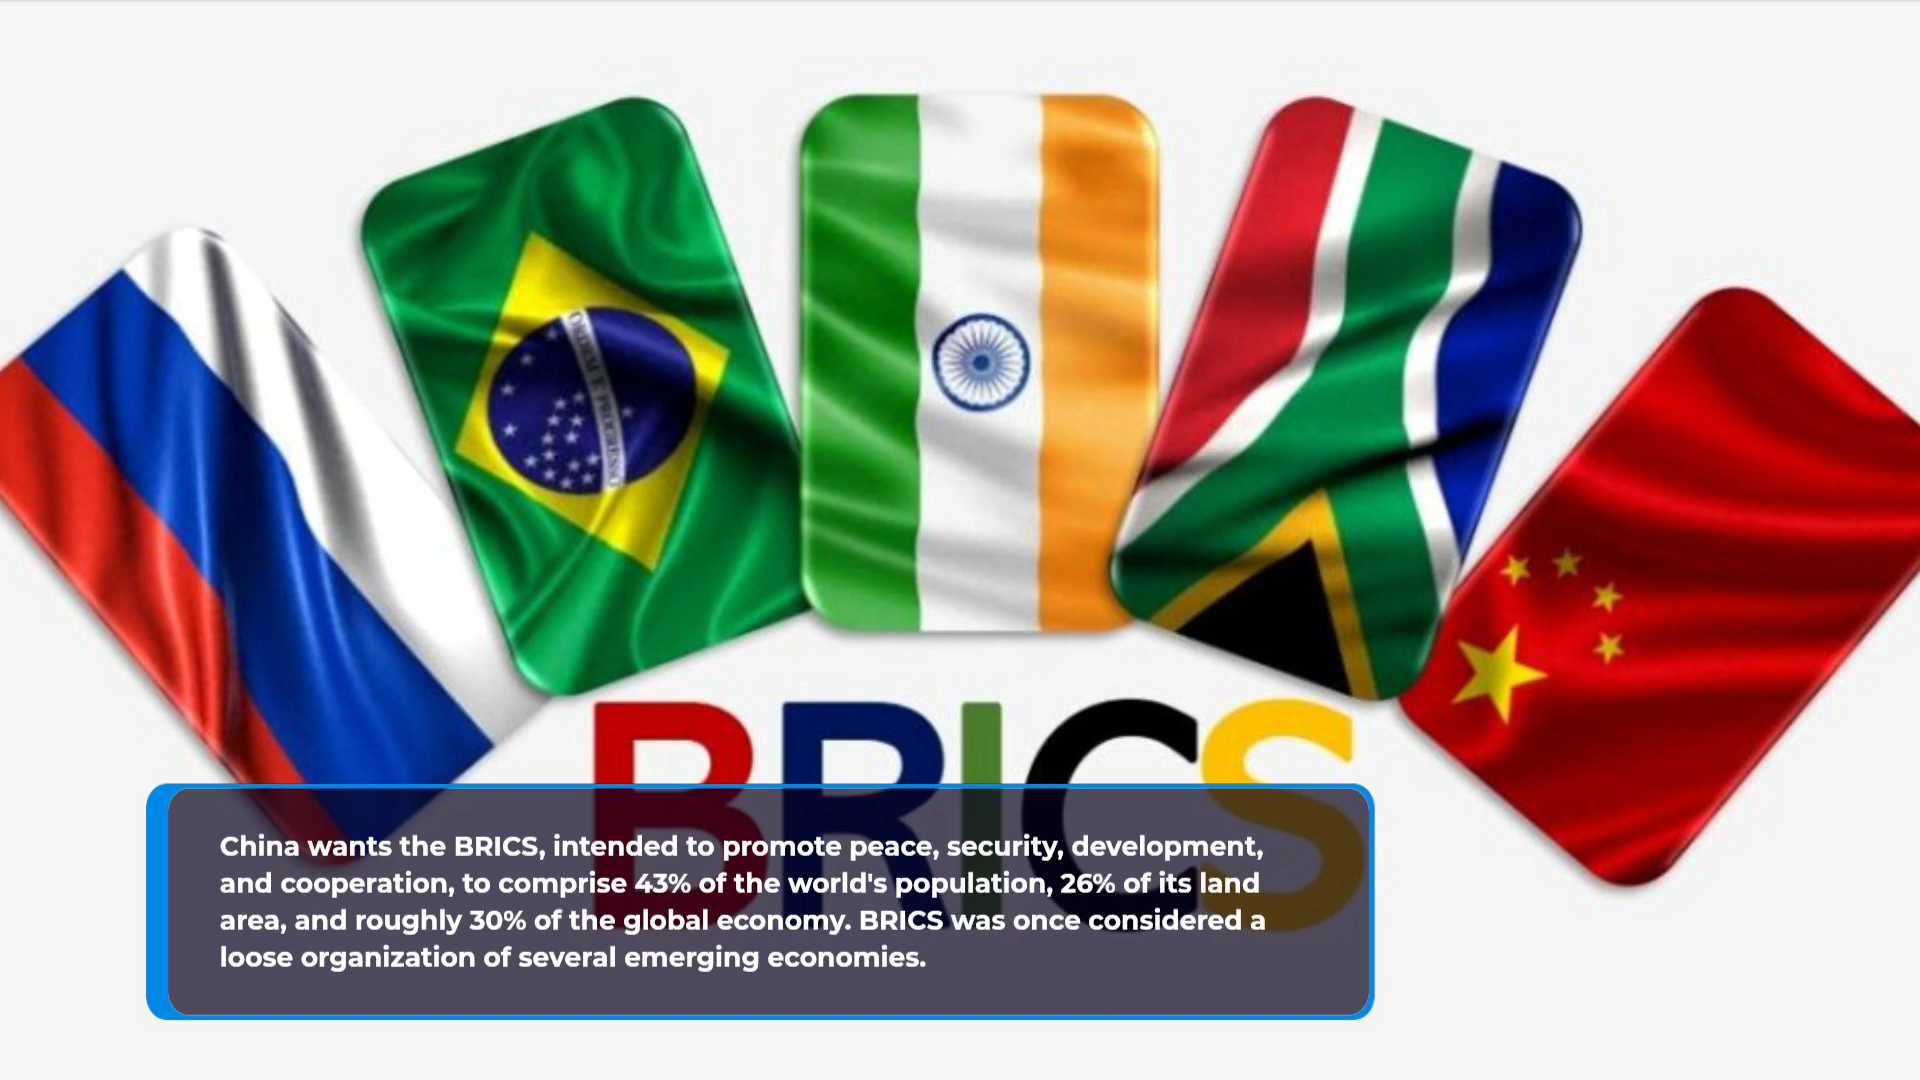 ORDEM E PROGRESSO
BRICS
China wants the BRICS, intended to promote peace, security, development,
and cooperation, to comprise 43% of the world's population, 26% of its land
area, and roughly 30% of the global economy. BRICS was once considered a
loose organization of several emerging economies.